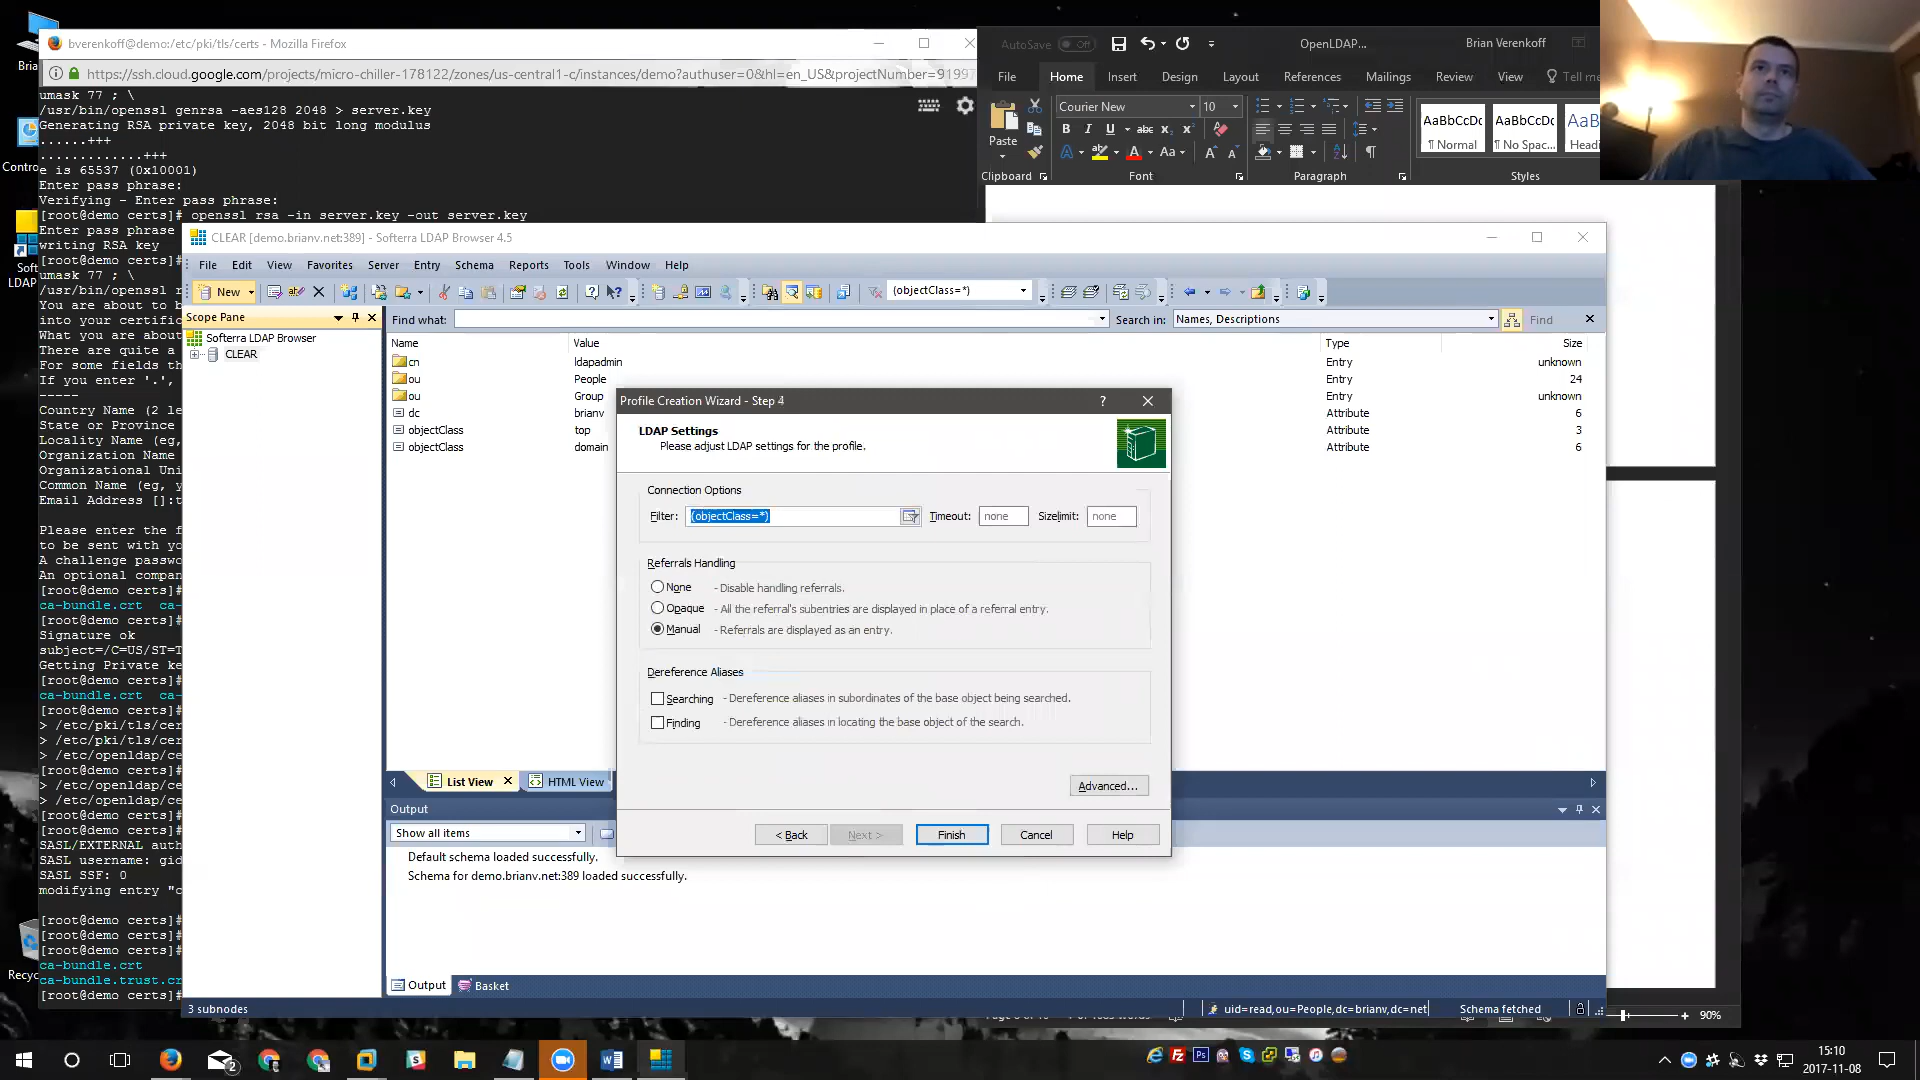 Bria
Contro
Soft
LDAP
Recyc
bverenkoff@demo:/etc/pki/tls/certs - Mozilla Firefox
https://ssh.cloud.google.com/projects/micro-chiller-178122/zones/us-central1-c/instances/demo?authuser=0&hl=en_US&projectNumber=91997
umask 77 ; \
/usr/bin/openssl genrsa -aes128 2048 > server.key
Generating RSA private key, 2048 bit long modulus
......+++
.............+++
e is 65537 (0x10001)
Enter pass phrase:
Verifying - Enter pass phrase:
[root@demo certs]# openssl rsa -in server.key -out server.key
Enter pass phrase
writing RSA key
[root@demo certs]#
umask 77 ; \
/usr/bin/openssl r
You are about to b
into your certific
What you are about
There are quite a
For some fields th
If you enter '.',
-----
Country Name (2 le
State or Province
Locality Name (eg,
Organization Name
Organizational Uni
Common Name (eg, y
Email Address []:t
Please enter the f
to be sent with yo
A challenge passwo
An optional compan
[root@demo certs]#
ca-bundle.crt ca-
[root@demo certs]#
Signature ok
subject=/C=US/ST=T
Getting Private ke
[root@demo certs]#
ca-bundle.crt ca-
[root@demo certs]#
> /etc/pki/tls/cer
> /etc/pki/tls/cer
> /etc/openldap/ce
[root@demo certs]#
> /etc/openldap/ce
> /etc/openldap/ce
[root@demo certs]#
[root@demo certs]#
SASL/EXTERNAL auth
SASL username: gid
SASL SSF: 0
modifying entry "c
[root@demo certs]#
[root@demo certs]#
[root@demo certs]#
ca-bundle.crt
ca-bundle.trust.cr
[root@demo certs]#
AutoSave Off OpenLDAP... Brian Verenkoff
File Home Insert Design Layout References Mailings Review View Tell me
Paste
Courier New 10
B I U abc x₂ x²
A A Aa A A
AaBbCcDc AaBbCcDc AaBb
¶ Normal ¶ No Spac... Headi
Clipboard Font Paragraph Styles
CLEAR [demo.brianv.net:389] - Softerra LDAP Browser 4.5
File Edit View Favorites Server Entry Schema Reports Tools Window Help
New (objectClass=*)
Scope Pane
Softerra LDAP Browser
CLEAR
Find what: Search in: Names, Descriptions Find
Name Value Type Size
cn ldapadmin Entry unknown
ou People Entry 24
ou Group Entry unknown
dc brianv Attribute 6
objectClass top Attribute 3
objectClass domain Attribute 6
Profile Creation Wizard - Step 4
LDAP Settings
Please adjust LDAP settings for the profile.
Connection Options
Filter: (objectClass=*) Timeout: none Sizelimit: none
Referrals Handling
None - Disable handling referrals.
Opaque - All the referral's subentries are displayed in place of a referral entry.
Manual - Referrals are displayed as an entry.
Dereference Aliases
Searching - Dereference aliases in subordinates of the base object being searched.
Finding - Dereference aliases in locating the base object of the search.
Advanced...
< Back Next > Finish Cancel Help
List View HTML View
Output
Show all items
Default schema loaded successfully.
Schema for demo.brianv.net:389 loaded successfully.
Output Basket
3 subnodes uid=read,ou=People,dc=brianv,dc=net Schema fetched
90%
2
15:10
2017-11-08